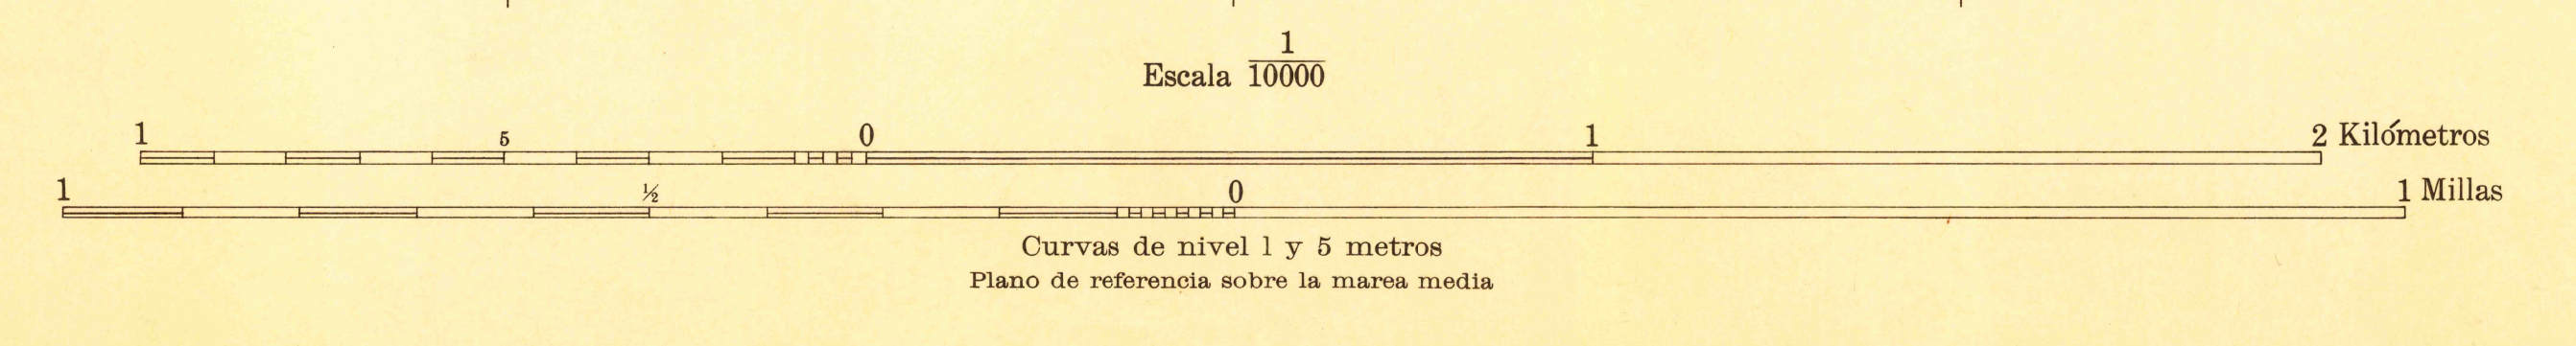 Escala 1/10000
1 5 0 1 2 Kilómetros
1 ½ 0 1 Millas
Curvas de nivel 1 y 5 metros
Plano de referencia sobre la marea media